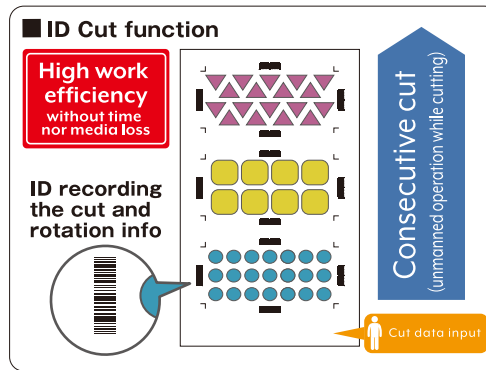 ■ ID Cut function
High work
efficiency
without time
nor media loss
ID recording
the cut and
rotation info
Consecutive cut
(unmanned operation while cutting)
Cut data input